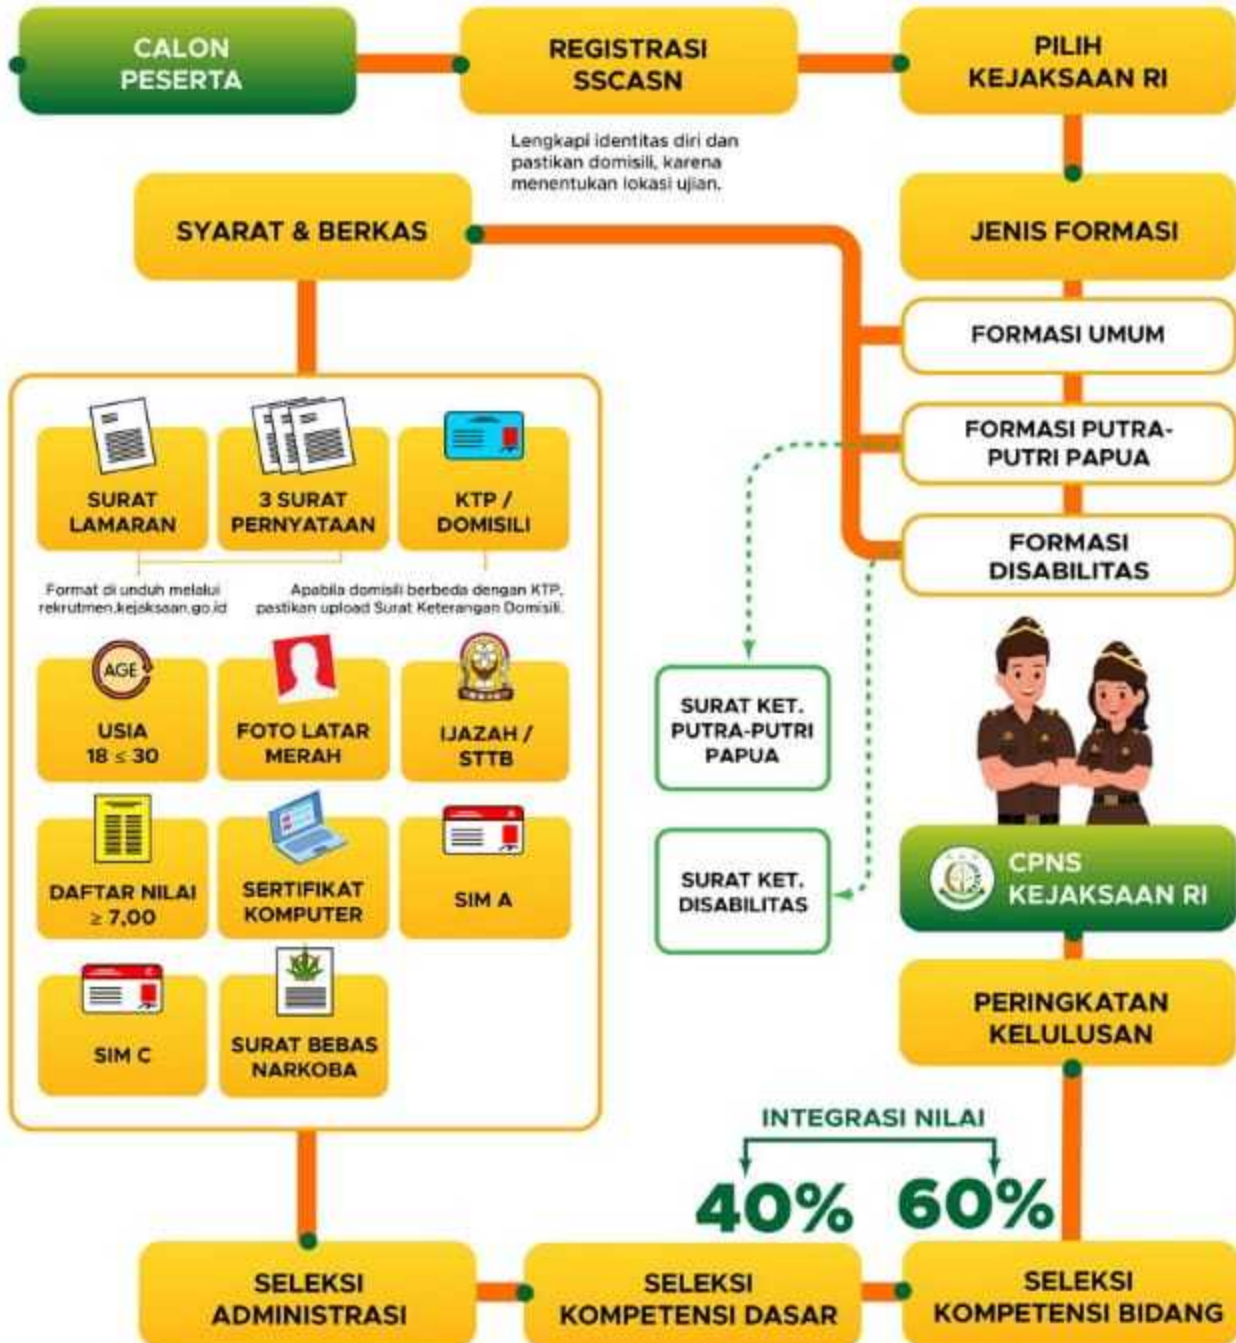 CALON
PESERTA
REGISTRASI
SSCASN
PILIH
KEJAKSAAN RI
Lengkapi identitas diri dan
pastikan domisili, karena
menentukan lokasi ujian.
SYARAT & BERKAS
JENIS FORMASI
FORMASI UMUM
FORMASI PUTRA-
PUTRI PAPUA
FORMASI
DISABILITAS
SURAT
LAMARAN
3 SURAT
PERNYATAAN
KTP /
DOMISILI
Format di unduh melalui
rekrutmen.kejaksaan.go.id
Apabila domisili berbeda dengan KTP,
pastikan upload Surat Keterangan Domisili.
AGE
USIA
18 ≤ 30
FOTO LATAR
MERAH
IJAZAH /
STTB
DAFTAR NILAI
≥ 7,00
SERTIFIKAT
KOMPUTER
SIM A
SIM C
SURAT BEBAS
NARKOBA
SURAT KET.
PUTRA-PUTRI
PAPUA
SURAT KET.
DISABILITAS
CPNS
KEJAKSAAN RI
PERINGKATAN
KELULUSAN
INTEGRASI NILAI
40%
60%
SELEKSI
ADMINISTRASI
SELEKSI
KOMPETENSI DASAR
SELEKSI
KOMPETENSI BIDANG